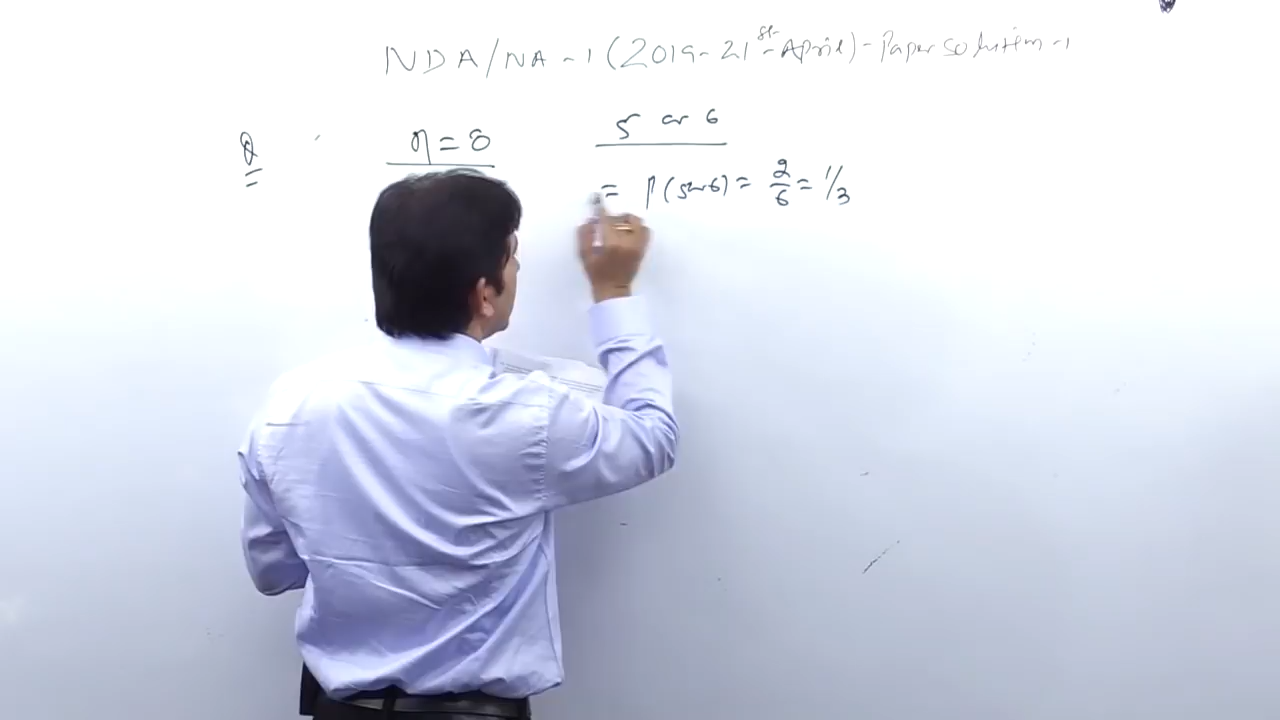 NDA/NA-1 (2019-21st-April)-Paper solution-1
Q n=8 5 or 6
= P(5 or 6) = 2/6 = 1/3